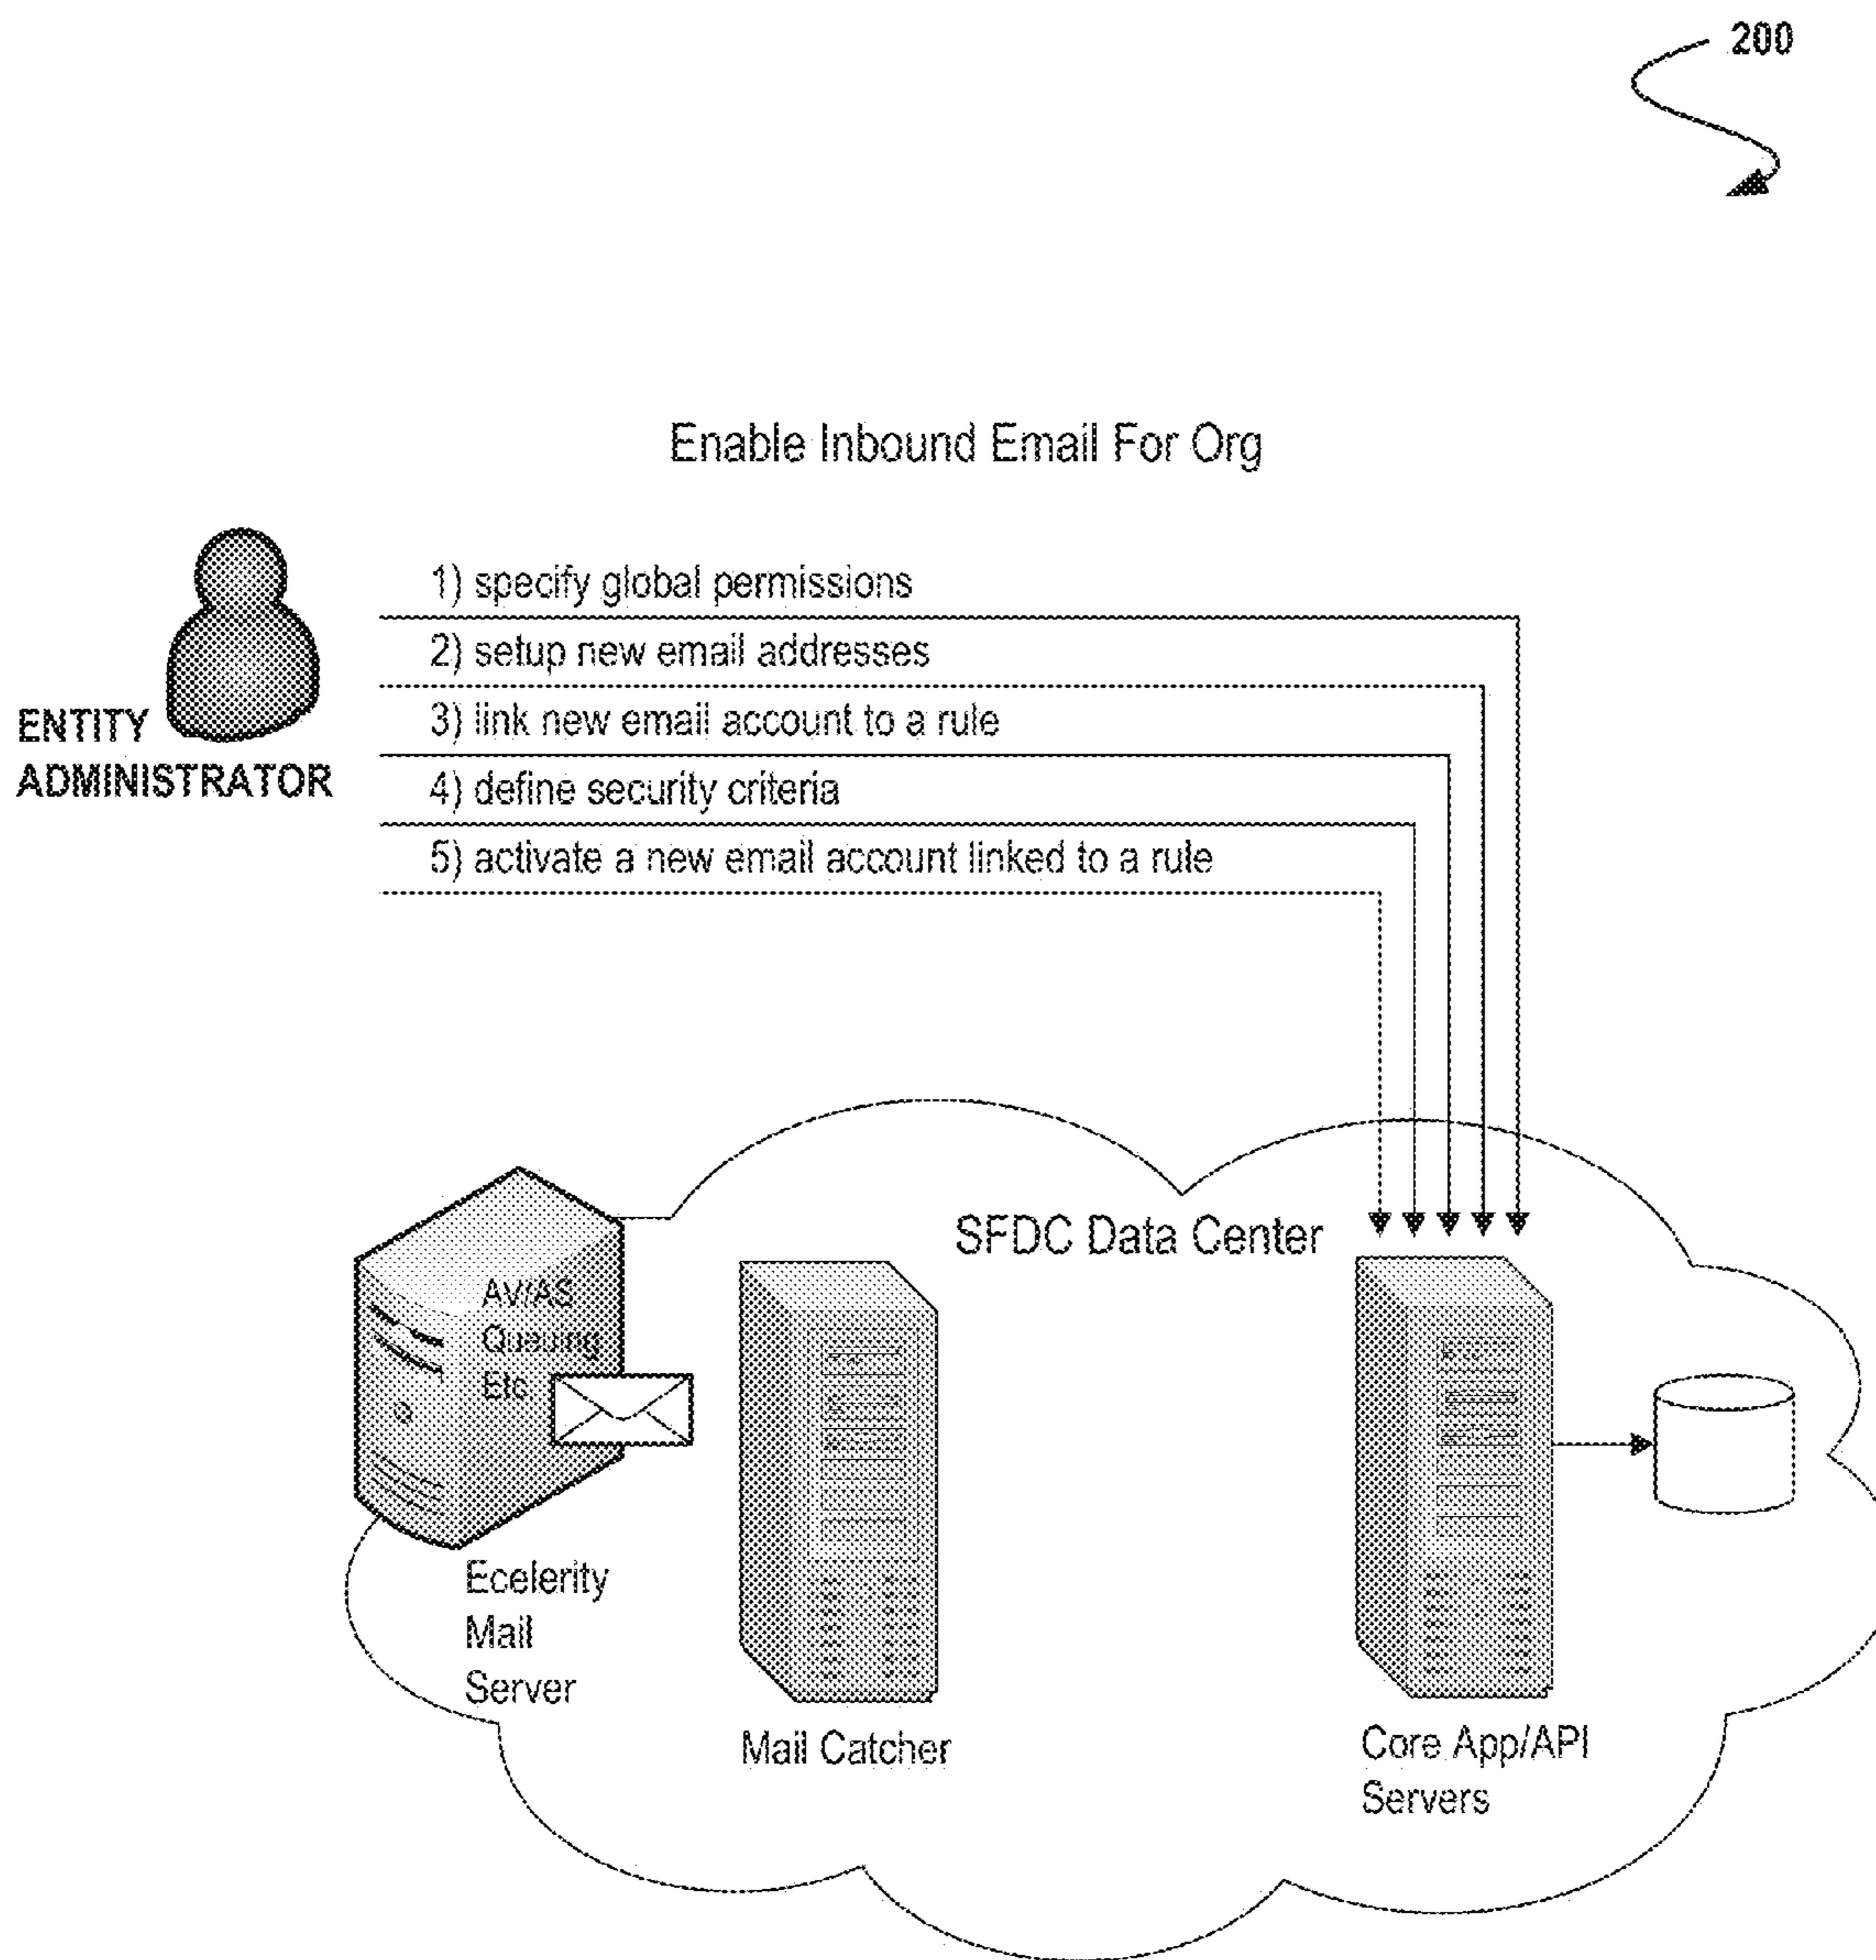 200
Enable Inbound Email For Org
1) specify global permissions
2) setup new email addresses
3) link new email account to a rule
4) define security criteria
5) activate a new email account linked to a rule
ENTITY
ADMINISTRATOR
SFDC Data Center
AV/AS
Queuing
Etc
Ecelerity
Mail
Server
Mail Catcher
Core App/API
Servers